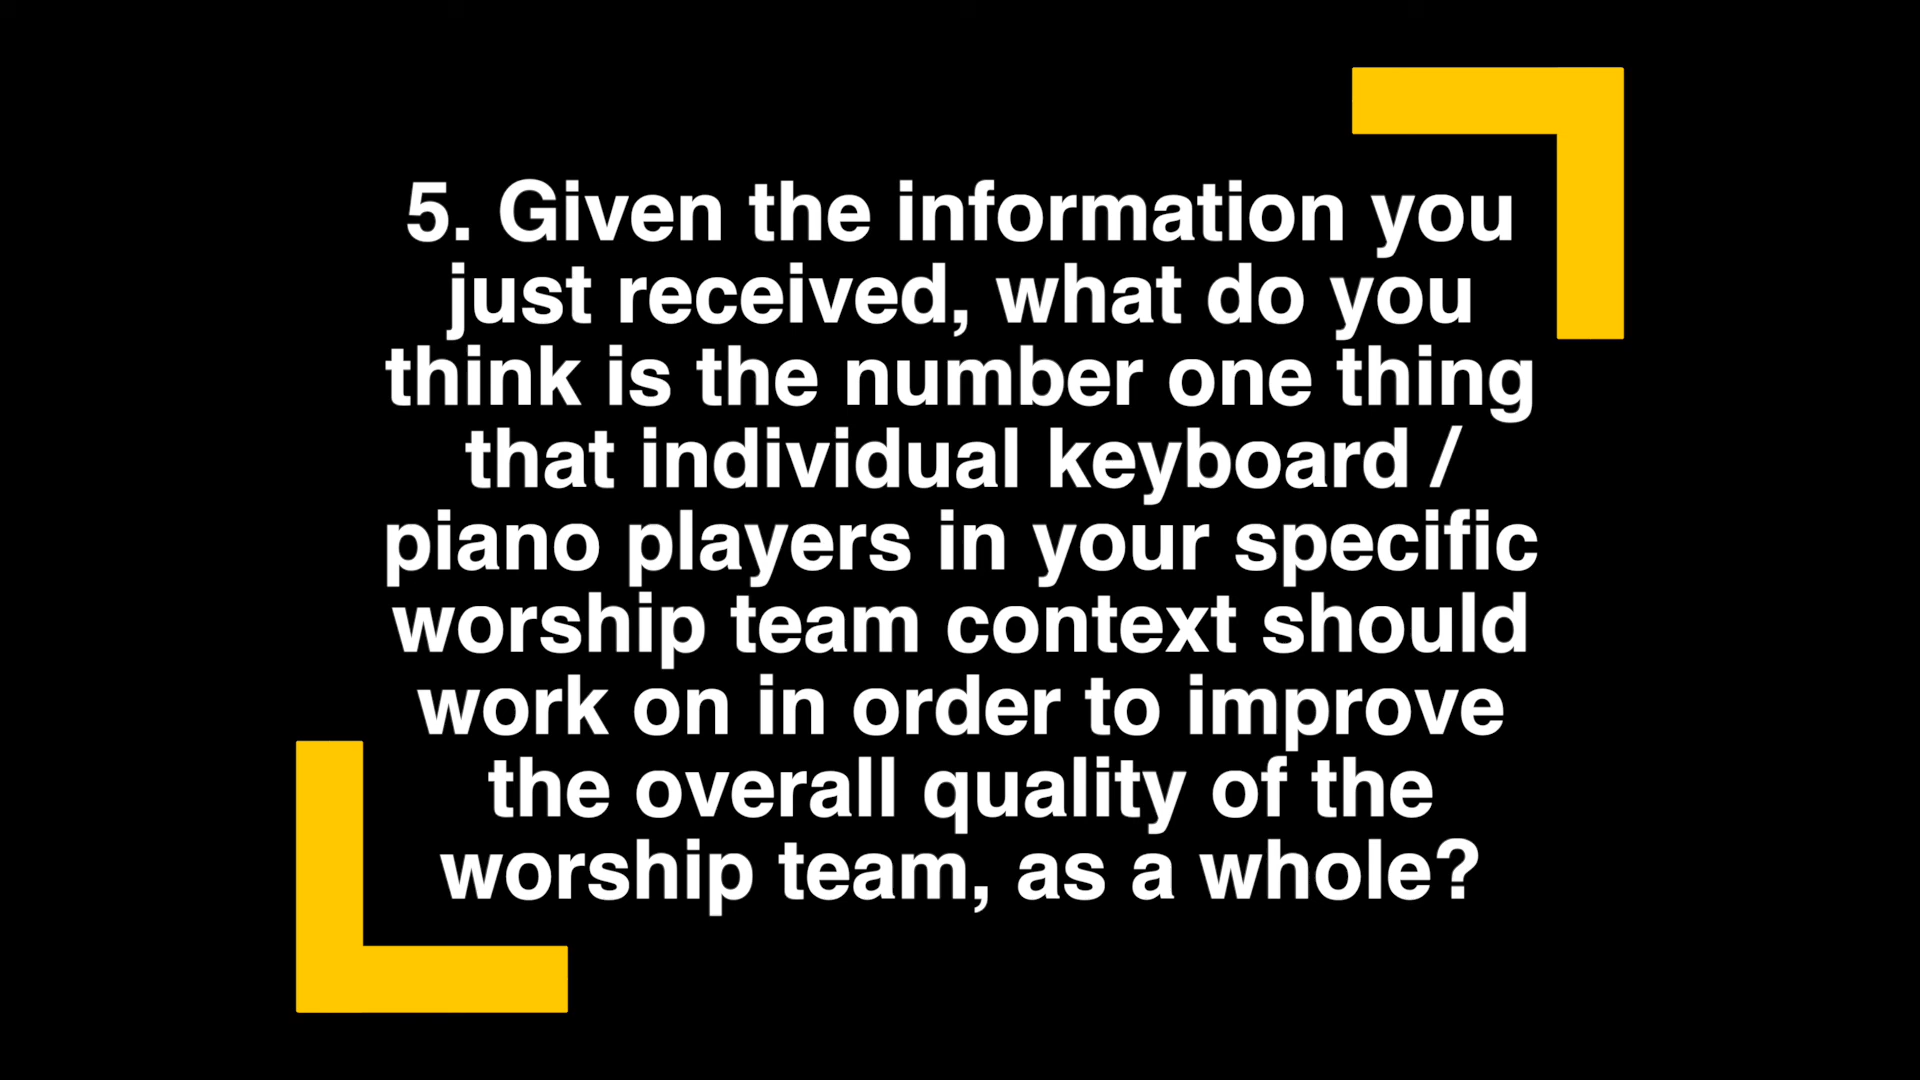 5. Given the information you
just received, what do you
think is the number one thing
that individual keyboard /
piano players in your specific
worship team context should
work on in order to improve
the overall quality of the
worship team, as a whole?